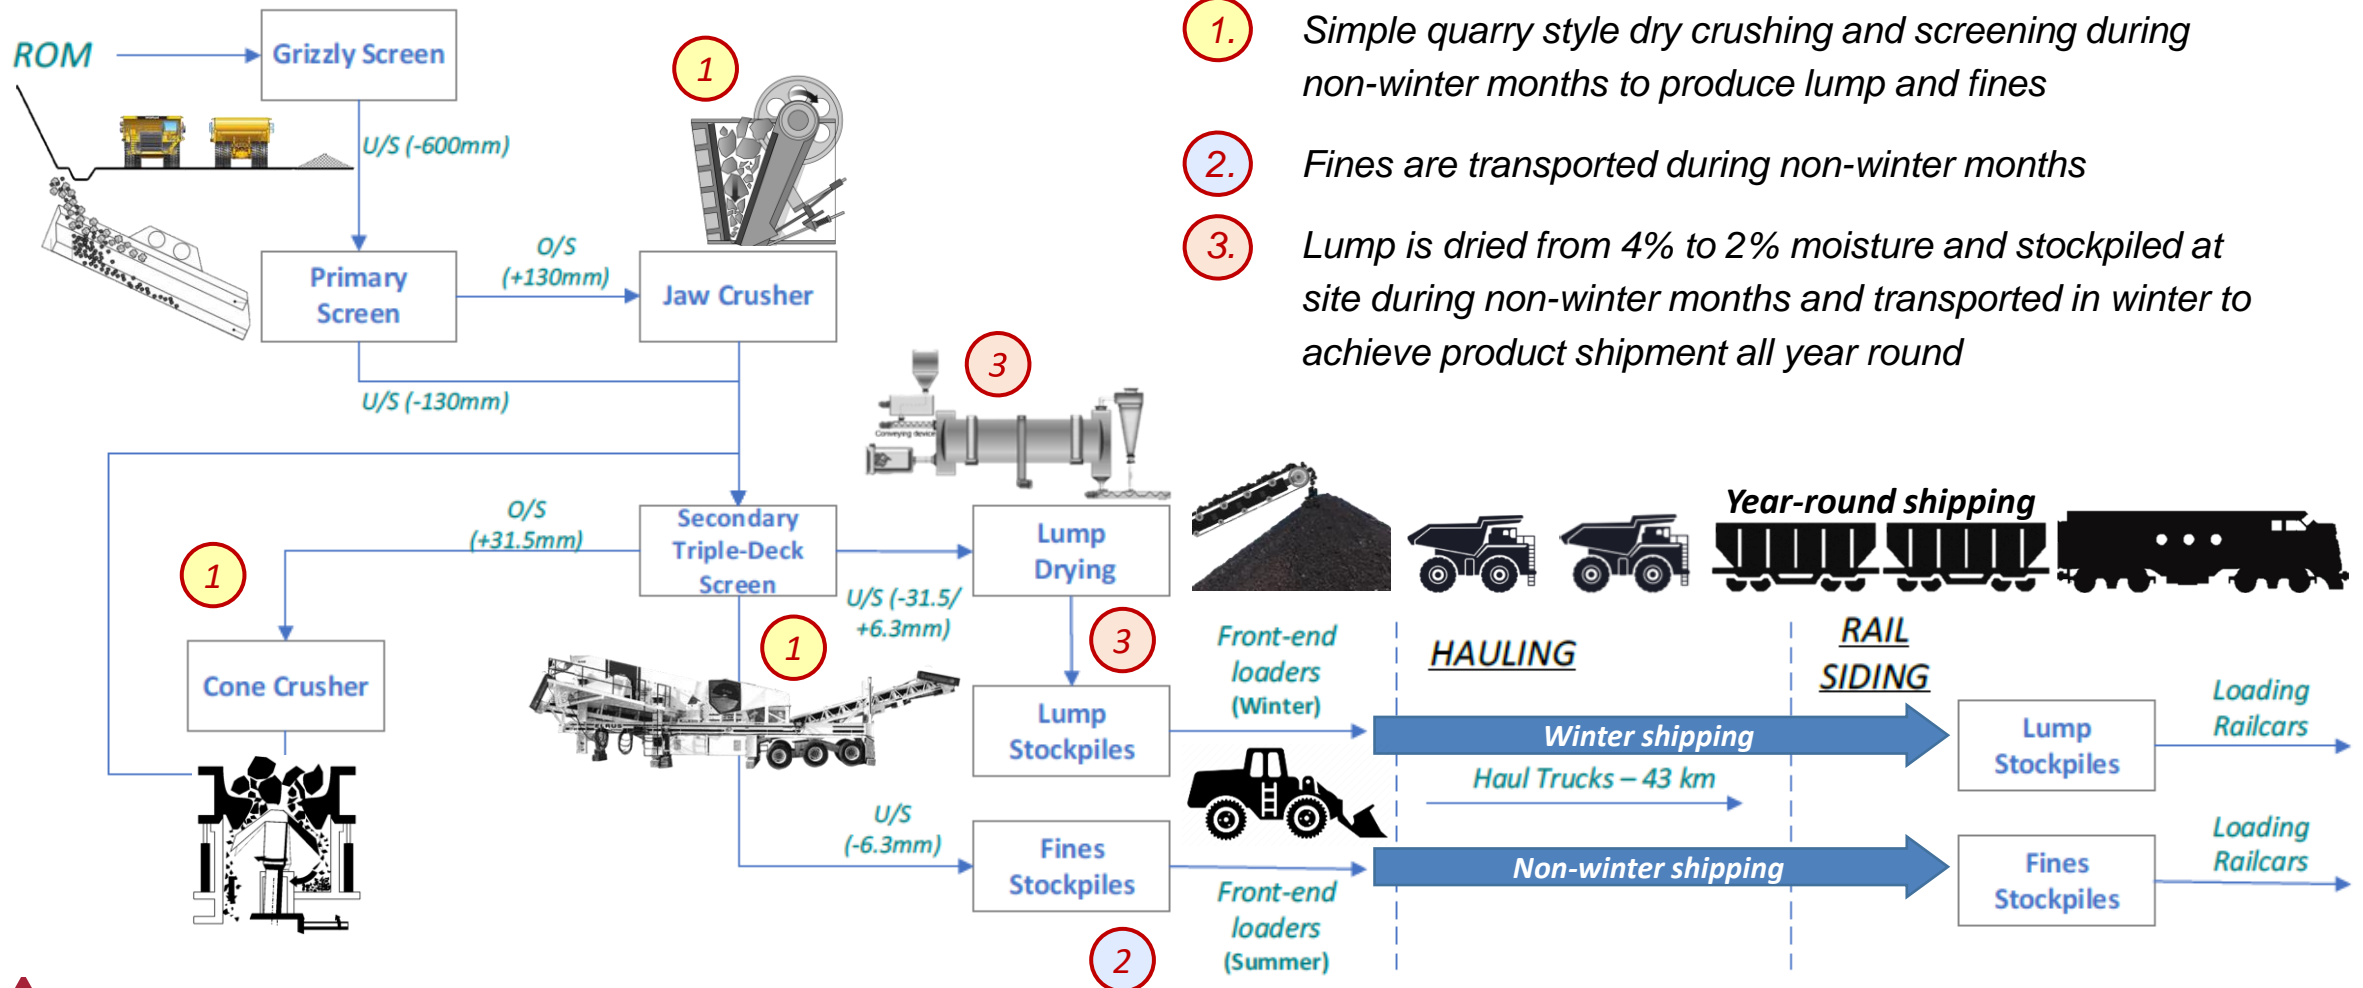 ROM
Grizzly Screen
U/S (-600mm)
1
Primary
Screen
O/S
(+130mm)
Jaw Crusher
U/S (-130mm)
3
Conveying device
1.
Simple quarry style dry crushing and screening during
non-winter months to produce lump and fines
2.
Fines are transported during non-winter months
3.
Lump is dried from 4% to 2% moisture and stockpiled at
site during non-winter months and transported in winter to
achieve product shipment all year round
O/S
(+31.5mm)
1
Cone Crusher
Secondary
Triple-Deck
Screen
U/S (-31.5/
+6.3mm)
Lump
Drying
1
3
Lump
Stockpiles
U/S
(-6.3mm)
Fines
Stockpiles
2
Year-round shipping
Front-end
loaders
(Winter)
HAULING
RAIL
SIDING
Winter shipping
Haul Trucks – 43 km
Lump
Stockpiles
Loading
Railcars
Non-winter shipping
Front-end
loaders
(Summer)
Fines
Stockpiles
Loading
Railcars